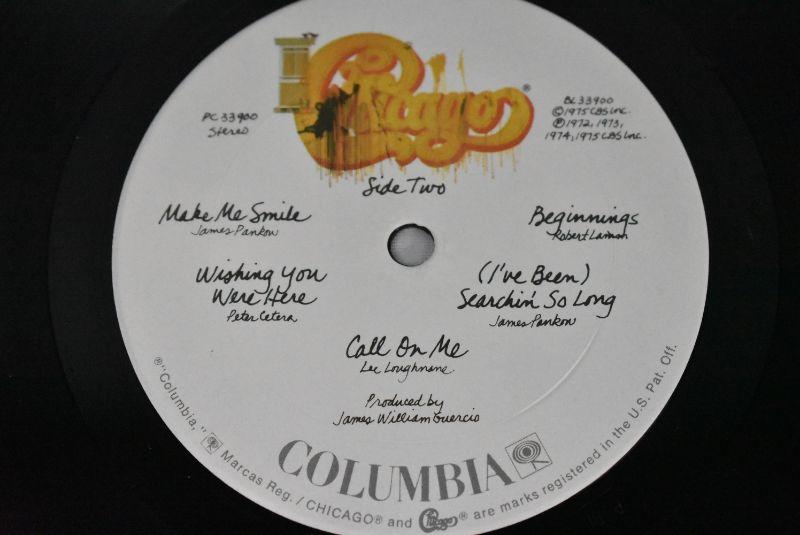 Chicago®
PC 33900
Stereo
BL 33900
©1975 CBS Inc.
℗1972, 1973,
1974, 1975 CBS Inc.
Side Two
Make Me Smile
James Pankow
Beginnings
Robert Lamm
Wishing You
Were Here
Peter Cetera
(I've Been)
Searchin' So Long
James Pankow
Call On Me
Lee Loughnane
Produced by
James William Guercio
COLUMBIA
®"Columbia," Marcas Reg. / CHICAGO® and Chicago® are marks registered in the U.S. Pat. Off.